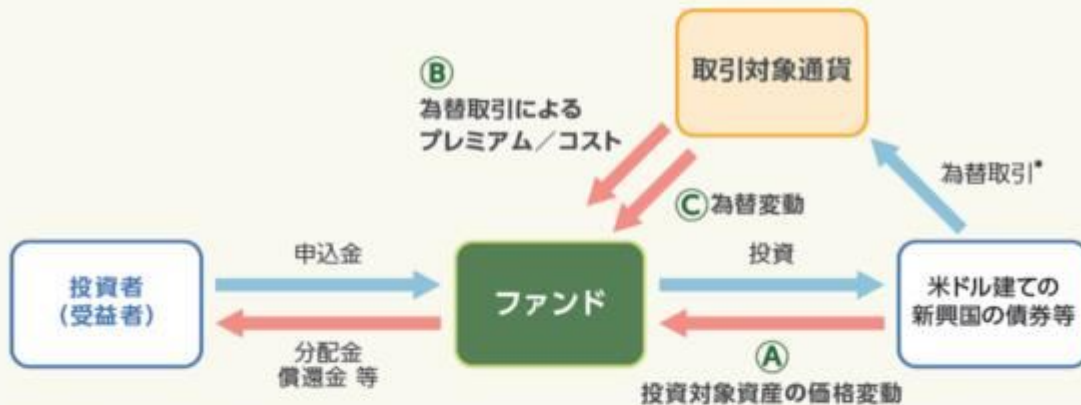 取引対象通貨
Ⓑ
為替取引による
プレミアム／コスト
為替取引*
Ⓒ為替変動
申込金
投資
投資者
（受益者）
ファンド
米ドル建ての
新興国の債券等
分配金
償還金 等
Ⓐ
投資対象資産の価格変動